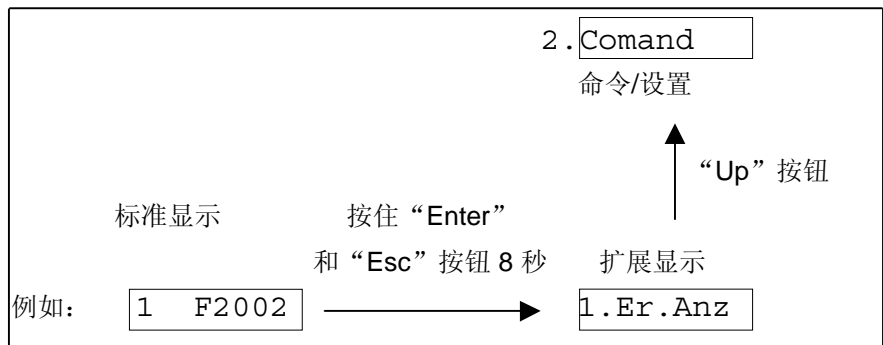 2.Comand
命令/设置
“Up”按钮
标准显示 按住“Enter”
和“Esc”按钮 8 秒 扩展显示
例如: 1 F2002 1.Er.Anz